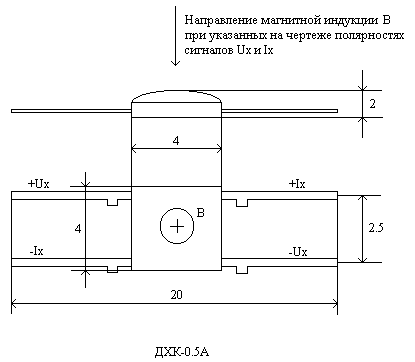 Направление магнитной индукции В
при указанных на чертеже полярностях
сигналов Ux и Ix
2
4
+Ux
+Ix
B
4
2.5
-Ix
-Ux
20
ДХК-0.5А